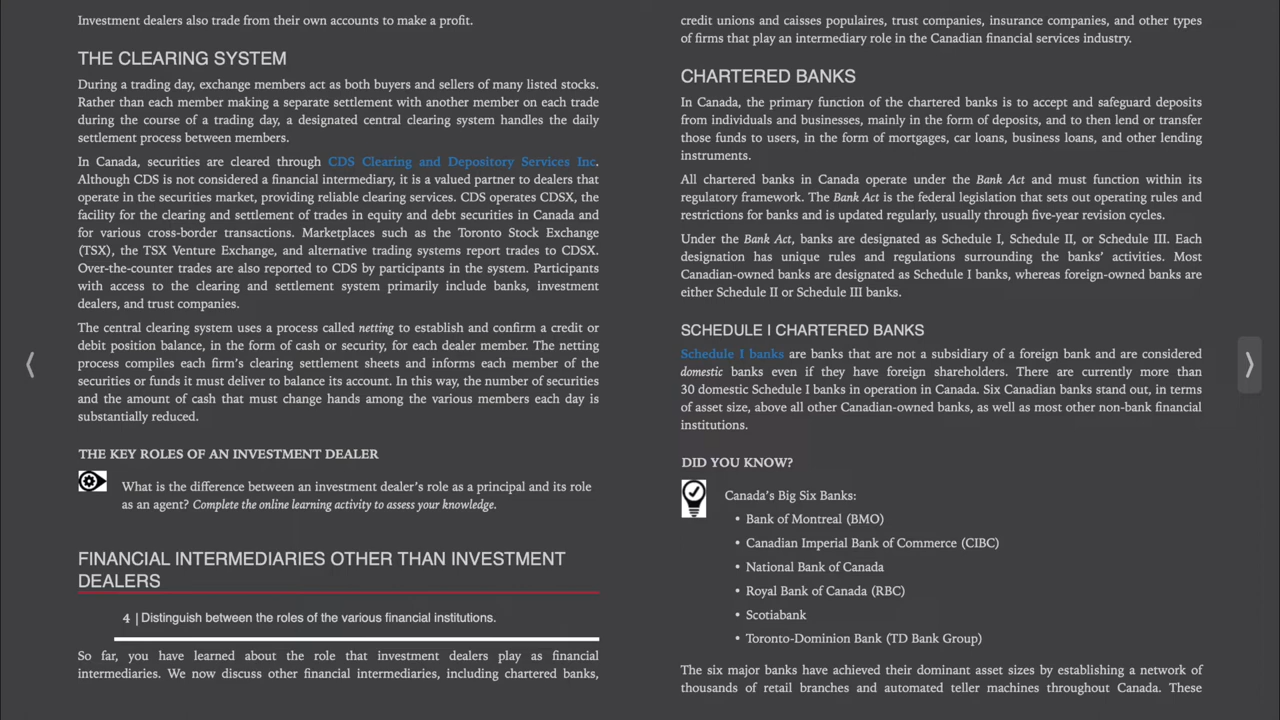 Investment dealers also trade from their own accounts to make a profit.
THE CLEARING SYSTEM
During a trading day, exchange members act as both buyers and sellers of many listed stocks.
Rather than each member making a separate settlement with another member on each trade
during the course of a trading day, a designated central clearing system handles the daily
settlement process between members.
In Canada, securities are cleared through CDS Clearing and Depository Services Inc.
Although CDS is not considered a financial intermediary, it is a valued partner to dealers that
operate in the securities market, providing reliable clearing services. CDS operates CDSX, the
facility for the clearing and settlement of trades in equity and debt securities in Canada and
for various cross-border transactions. Marketplaces such as the Toronto Stock Exchange
(TSX), the TSX Venture Exchange, and alternative trading systems report trades to CDSX.
Over-the-counter trades are also reported to CDS by participants in the system. Participants
with access to the clearing and settlement system primarily include banks, investment
dealers, and trust companies.
The central clearing system uses a process called netting to establish and confirm a credit or
debit position balance, in the form of cash or security, for each dealer member. The netting
process compiles each firm's clearing settlement sheets and informs each member of the
securities or funds it must deliver to balance its account. In this way, the number of securities
and the amount of cash that must change hands among the various members each day is
substantially reduced.
THE KEY ROLES OF AN INVESTMENT DEALER
What is the difference between an investment dealer's role as a principal and its role
as an agent? Complete the online learning activity to assess your knowledge.
FINANCIAL INTERMEDIARIES OTHER THAN INVESTMENT
DEALERS
4 | Distinguish between the roles of the various financial institutions.
So far, you have learned about the role that investment dealers play as financial
intermediaries. We now discuss other financial intermediaries, including chartered banks,
credit unions and caisses populaires, trust companies, insurance companies, and other types
of firms that play an intermediary role in the Canadian financial services industry.
CHARTERED BANKS
In Canada, the primary function of the chartered banks is to accept and safeguard deposits
from individuals and businesses, mainly in the form of deposits, and to then lend or transfer
those funds to users, in the form of mortgages, car loans, business loans, and other lending
instruments.
All chartered banks in Canada operate under the Bank Act and must function within its
regulatory framework. The Bank Act is the federal legislation that sets out operating rules and
restrictions for banks and is updated regularly, usually through five-year revision cycles.
Under the Bank Act, banks are designated as Schedule I, Schedule II, or Schedule III. Each
designation has unique rules and regulations surrounding the banks' activities. Most
Canadian-owned banks are designated as Schedule I banks, whereas foreign-owned banks are
either Schedule II or Schedule III banks.
SCHEDULE I CHARTERED BANKS
Schedule I banks are banks that are not a subsidiary of a foreign bank and are considered
domestic banks even if they have foreign shareholders. There are currently more than
30 domestic Schedule I banks in operation in Canada. Six Canadian banks stand out, in terms
of asset size, above all other Canadian-owned banks, as well as most other non-bank financial
institutions.
DID YOU KNOW?
Canada's Big Six Banks:
• Bank of Montreal (BMO)
• Canadian Imperial Bank of Commerce (CIBC)
• National Bank of Canada
• Royal Bank of Canada (RBC)
• Scotiabank
• Toronto-Dominion Bank (TD Bank Group)
The six major banks have achieved their dominant asset sizes by establishing a network of
thousands of retail branches and automated teller machines throughout Canada. These